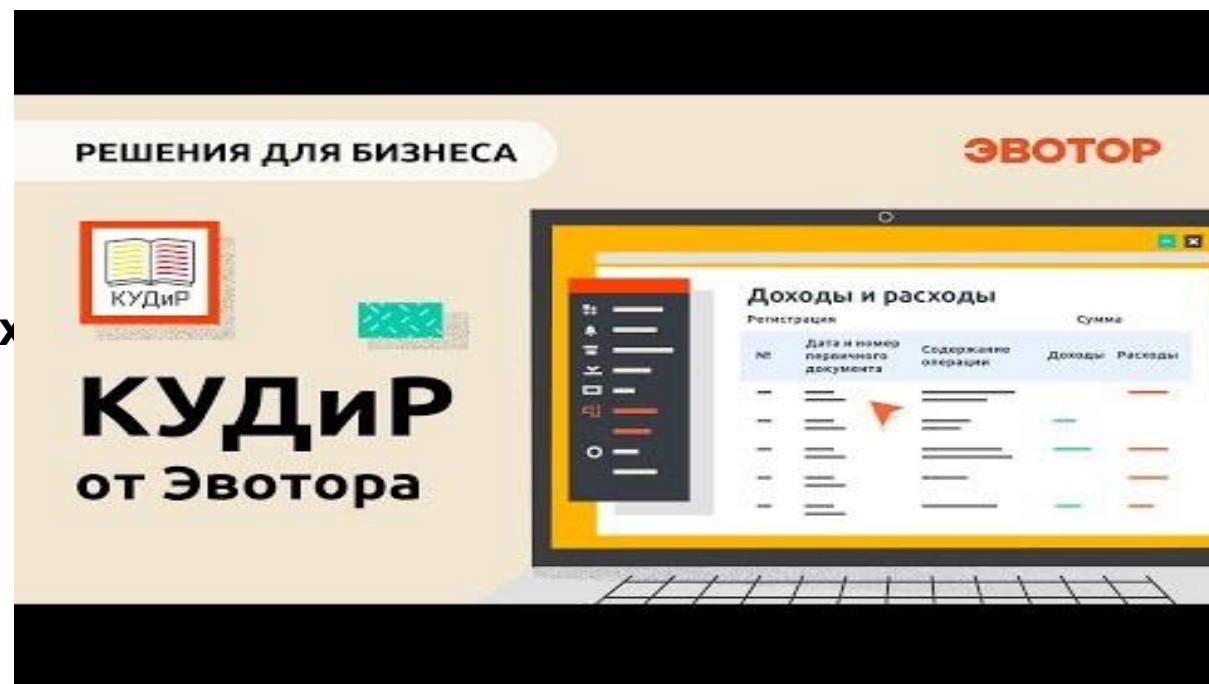 РЕШЕНИЯ ДЛЯ БИЗНЕСА
ЭВОТОР
КУДиР
КУДиР
от Эвотора
х
Доходы и расходы
Регистрация Сумма
№ Дата и номер первичного документа Содержание операции Доходы Расходы